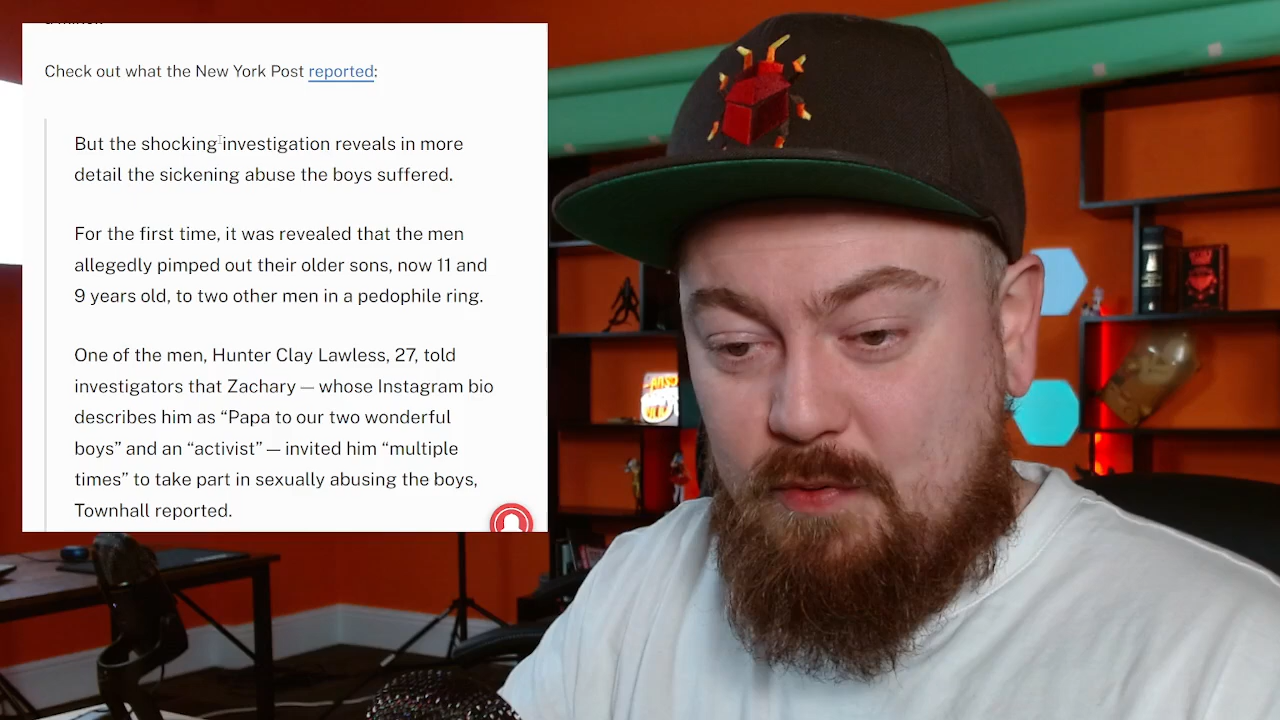 Check out what the New York Post reported:
But the shocking investigation reveals in more
detail the sickening abuse the boys suffered.
For the first time, it was revealed that the men
allegedly pimped out their older sons, now 11 and
9 years old, to two other men in a pedophile ring.
One of the men, Hunter Clay Lawless, 27, told
investigators that Zachary — whose Instagram bio
describes him as “Papa to our two wonderful
boys” and an “activist” — invited him “multiple
times” to take part in sexually abusing the boys,
Townhall reported.